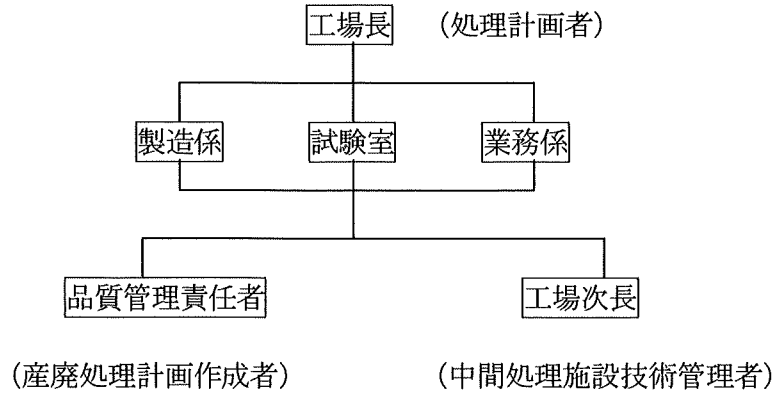 工場長 （処理計画者）
製造係 試験室 業務係
品質管理責任者 工場次長
（産廃処理計画作成者） （中間処理施設技術管理者）